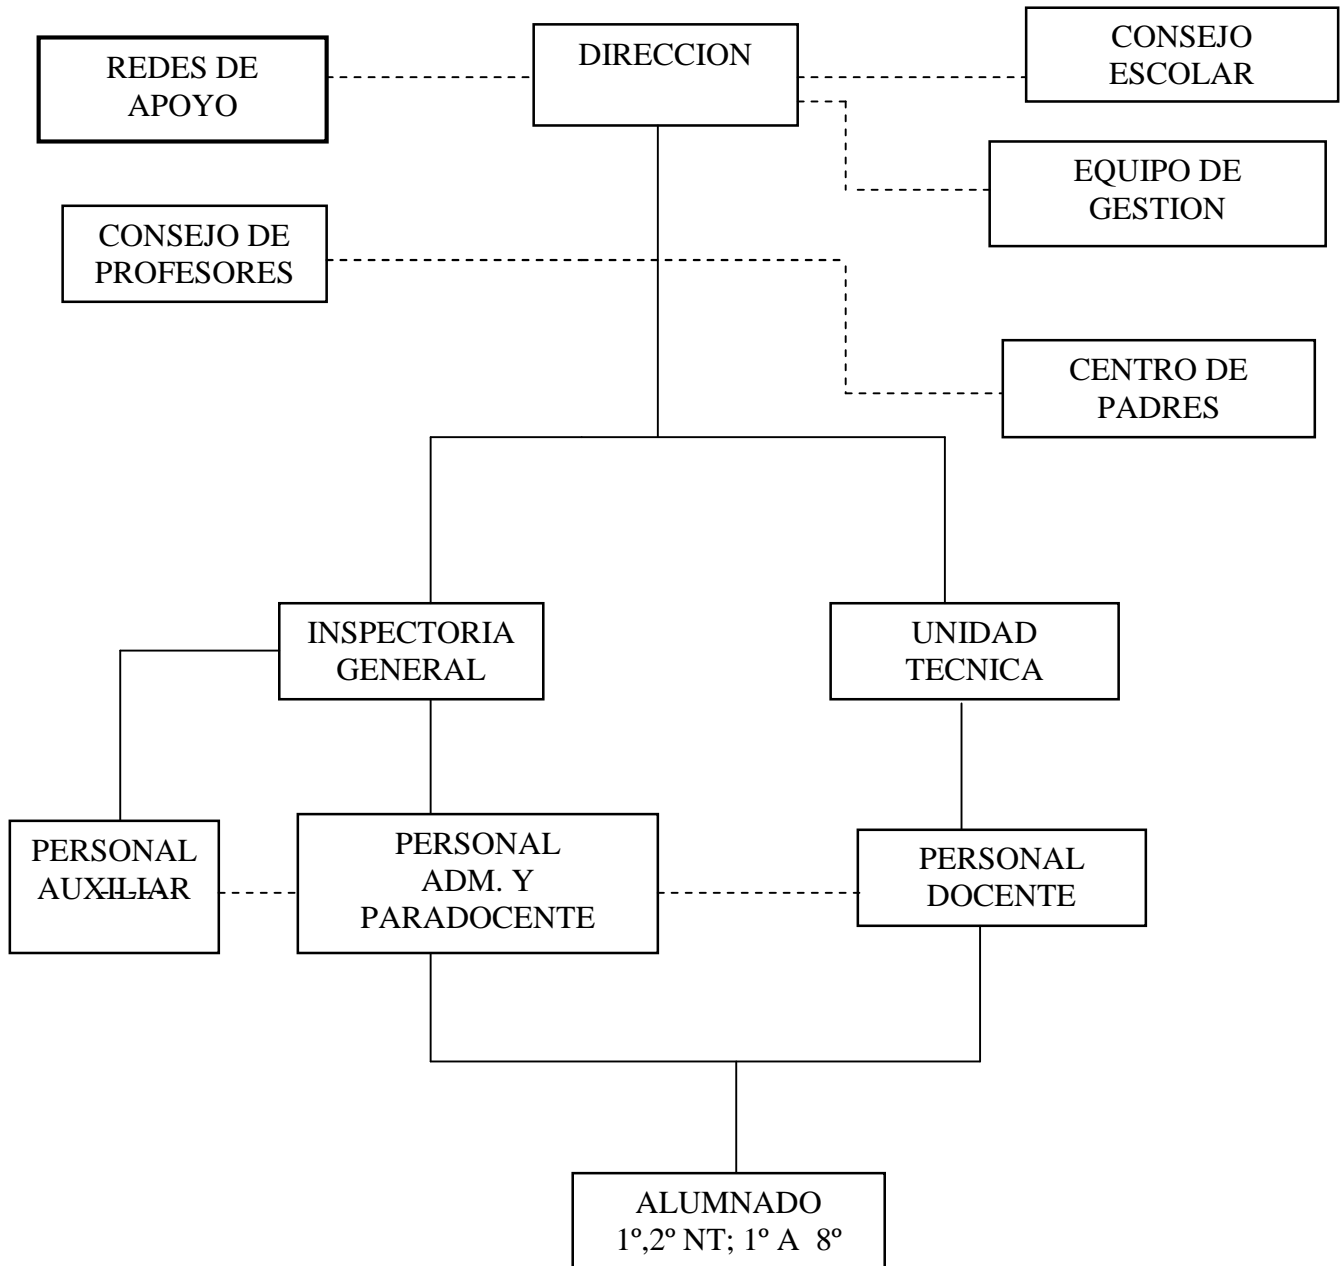 REDES DE
APOYO
DIRECCION
CONSEJO
ESCOLAR
EQUIPO DE
GESTION
CONSEJO DE
PROFESORES
CENTRO DE
PADRES
INSPECTORIA
GENERAL
UNIDAD
TECNICA
PERSONAL
AUXILIAR
PERSONAL
ADM. Y
PARADOCENTE
PERSONAL
DOCENTE
ALUMNADO
1º,2º NT; 1º A 8º